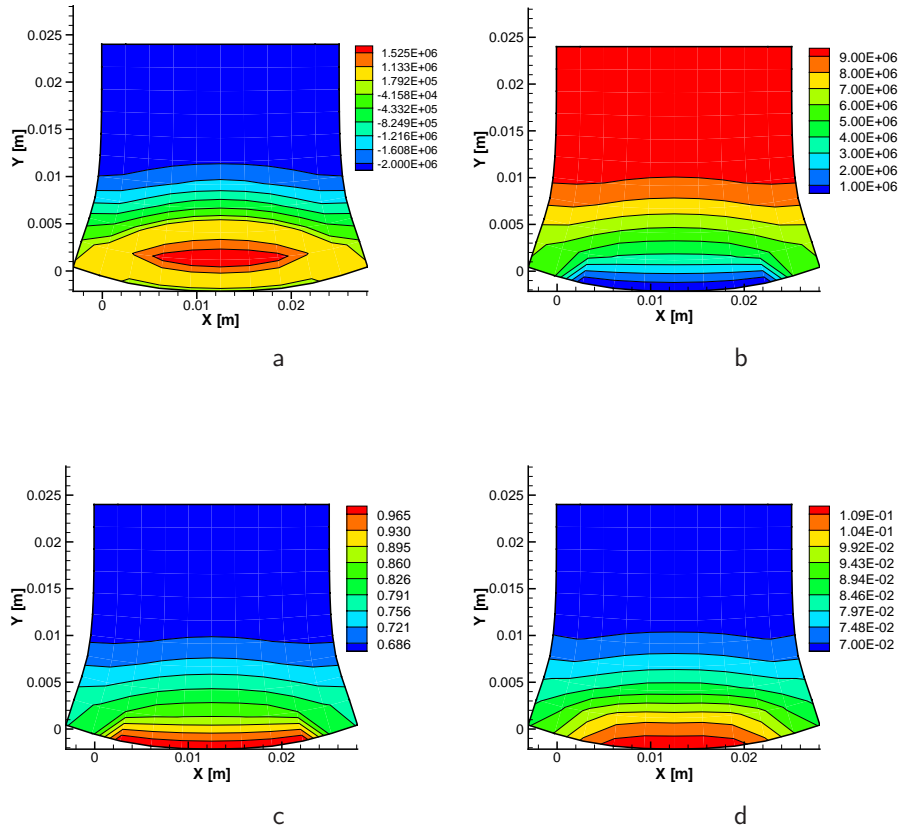 Y [m]
0.025
0.02
0.015
0.01
0.005
0
0 0.01 0.02
X [m]
1.525E+06
1.133E+06
1.792E+05
-4.158E+04
-4.332E+05
-8.249E+05
-1.216E+06
-1.608E+06
-2.000E+06
a
Y [m]
0.025
0.02
0.015
0.01
0.005
0
0 0.01 0.02
X [m]
9.00E+06
8.00E+06
7.00E+06
6.00E+06
5.00E+06
4.00E+06
3.00E+06
2.00E+06
1.00E+06
b
Y [m]
0.025
0.02
0.015
0.01
0.005
0
0 0.01 0.02
X [m]
0.965
0.930
0.895
0.860
0.826
0.791
0.756
0.721
0.686
c
Y [m]
0.025
0.02
0.015
0.01
0.005
0
0 0.01 0.02
X [m]
1.09E-01
1.04E-01
9.92E-02
9.43E-02
8.94E-02
8.46E-02
7.97E-02
7.48E-02
7.00E-02
d